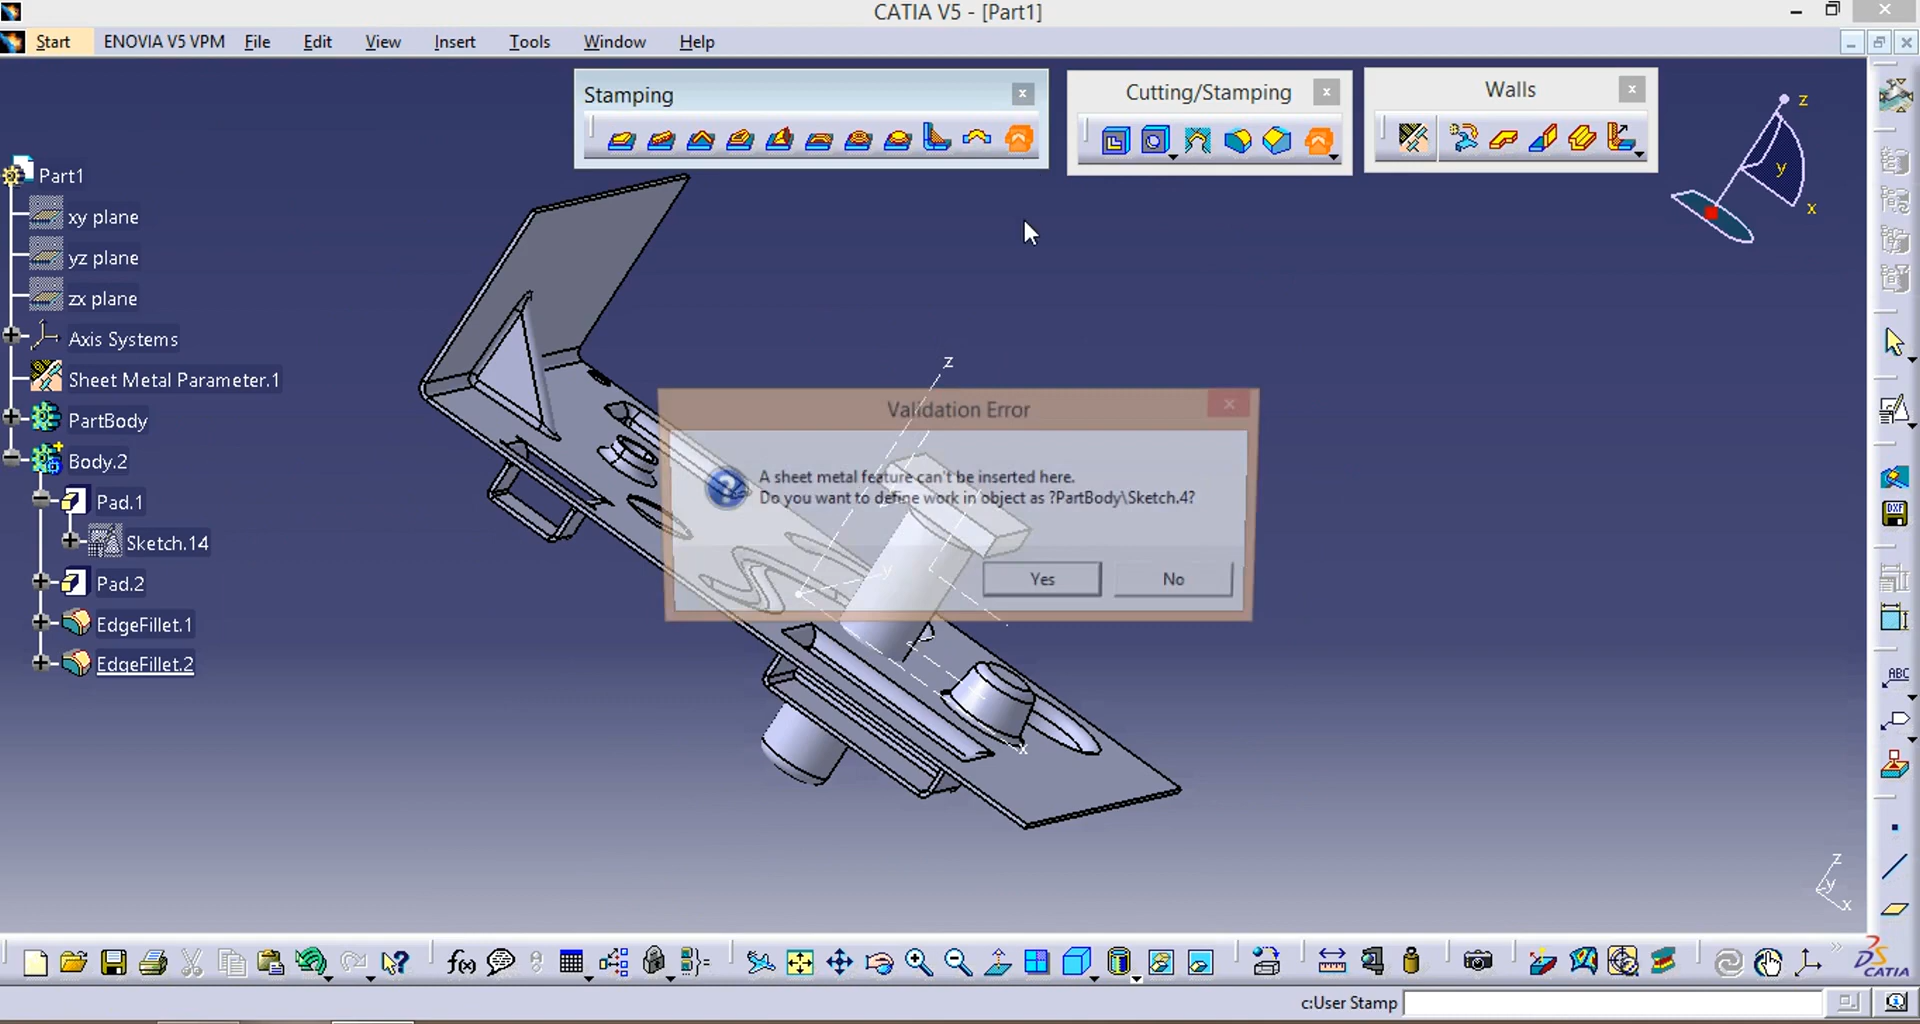 CATIA V5 - [Part1]
Start ENOVIA V5 VPM File Edit View Insert Tools Window Help
Stamping
Cutting/Stamping
Walls
z
y
x
Part1
xy plane
yz plane
zx plane
Axis Systems
Sheet Metal Parameter.1
PartBody
Body.2
Pad.1
Sketch.14
Pad.2
EdgeFillet.1
EdgeFillet.2
z
y
x
Validation Error
A sheet metal feature can't be inserted here.
Do you want to define work in object as ?PartBody\Sketch.4?
Yes No
DXF
ABC
z
y
x
f(x)
CATIA
c:User Stamp